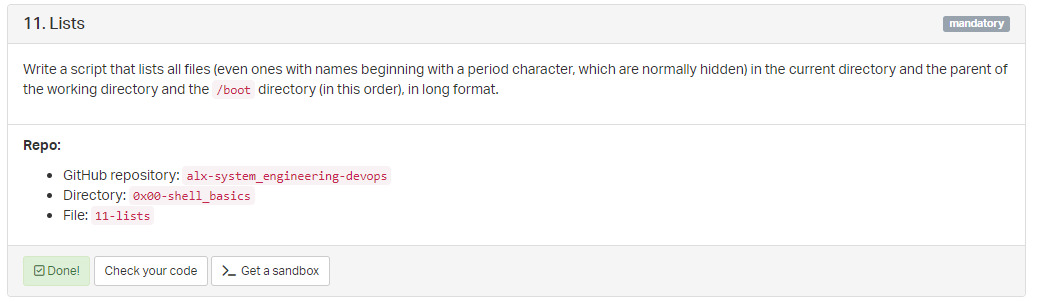 11. Lists
mandatory
Write a script that lists all files (even ones with names beginning with a period character, which are normally hidden) in the current directory and the parent of
the working directory and the /boot directory (in this order), in long format.
Repo:
• GitHub repository: alx-system_engineering-devops
• Directory: 0x00-shell_basics
• File: 11-lists
Done! Check your code >_ Get a sandbox